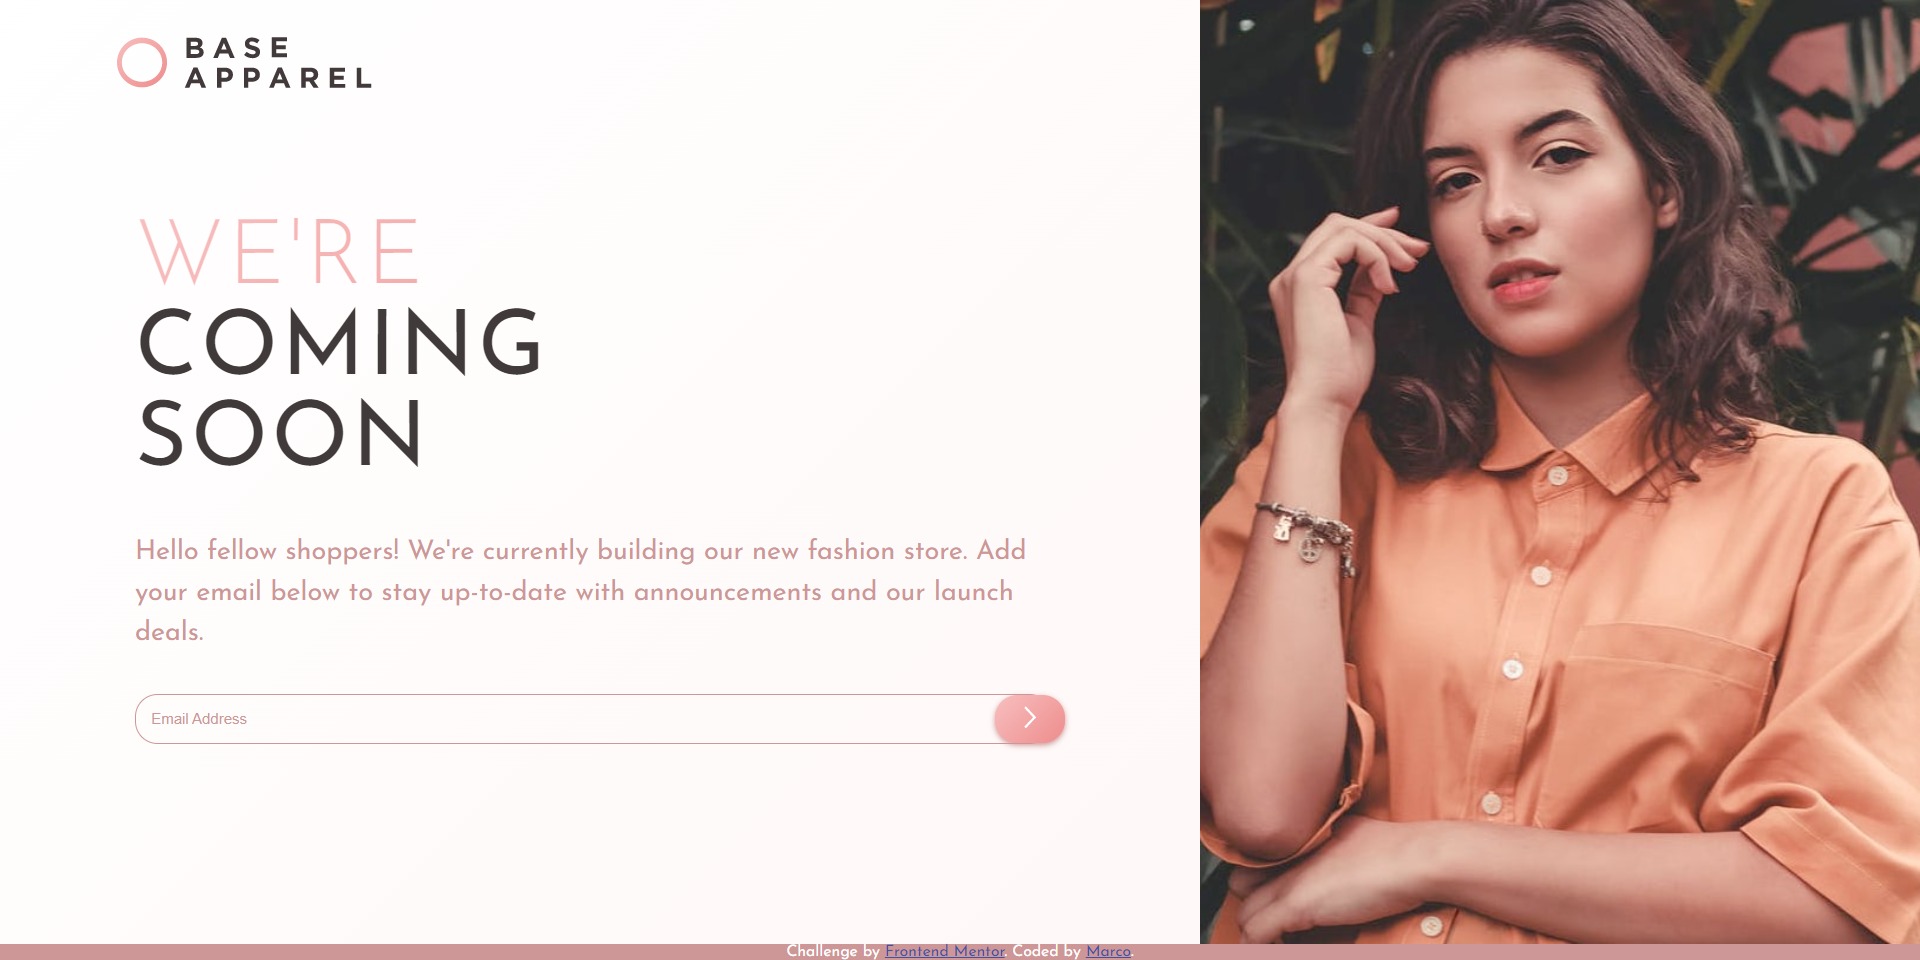 BASE
APPAREL
WE'RE
COMING
SOON
Hello fellow shoppers! We're currently building our new fashion store. Add
your email below to stay up-to-date with announcements and our launch
deals.
Email Address
Challenge by Frontend Mentor. Coded by Marco.